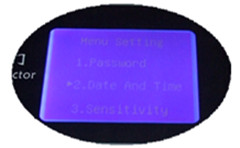 Menu Setting
1.Password
*2.Date And Time
3.Sensitivity
ctor